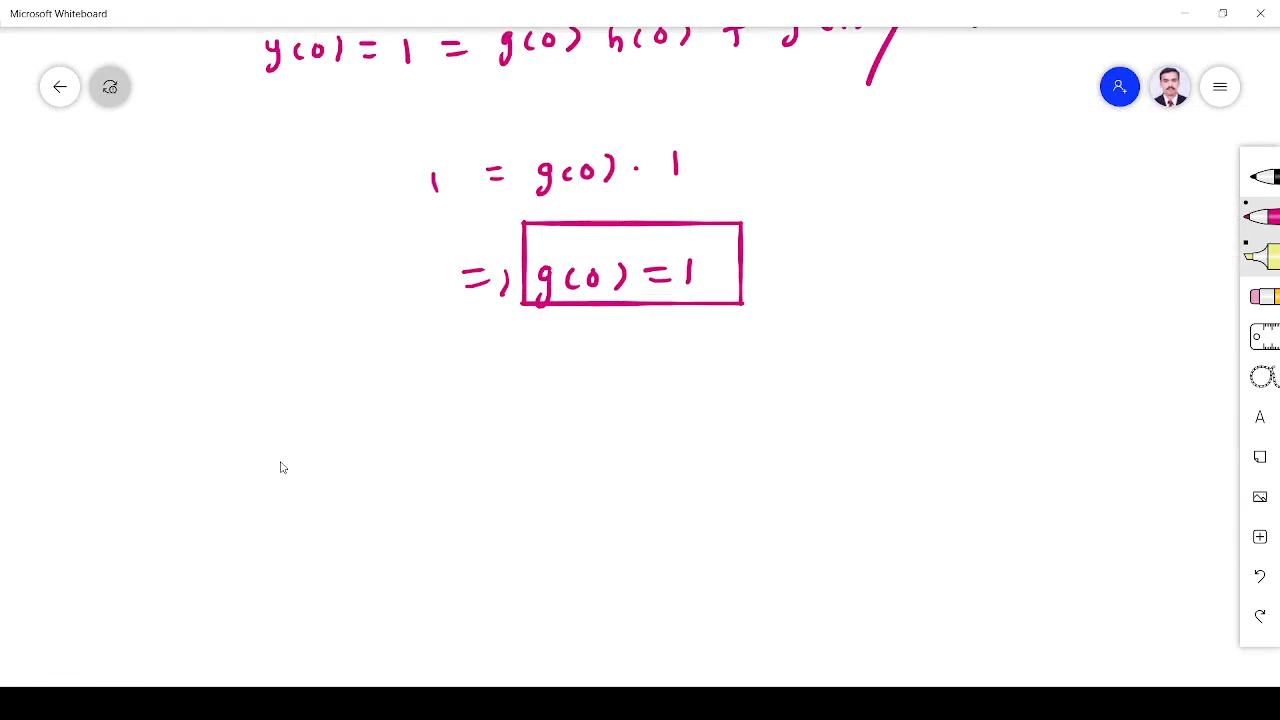 Microsoft Whiteboard
y(0) = 1 = g(0) h(0) +
1 = g(0) . 1
=> g(0) = 1
A